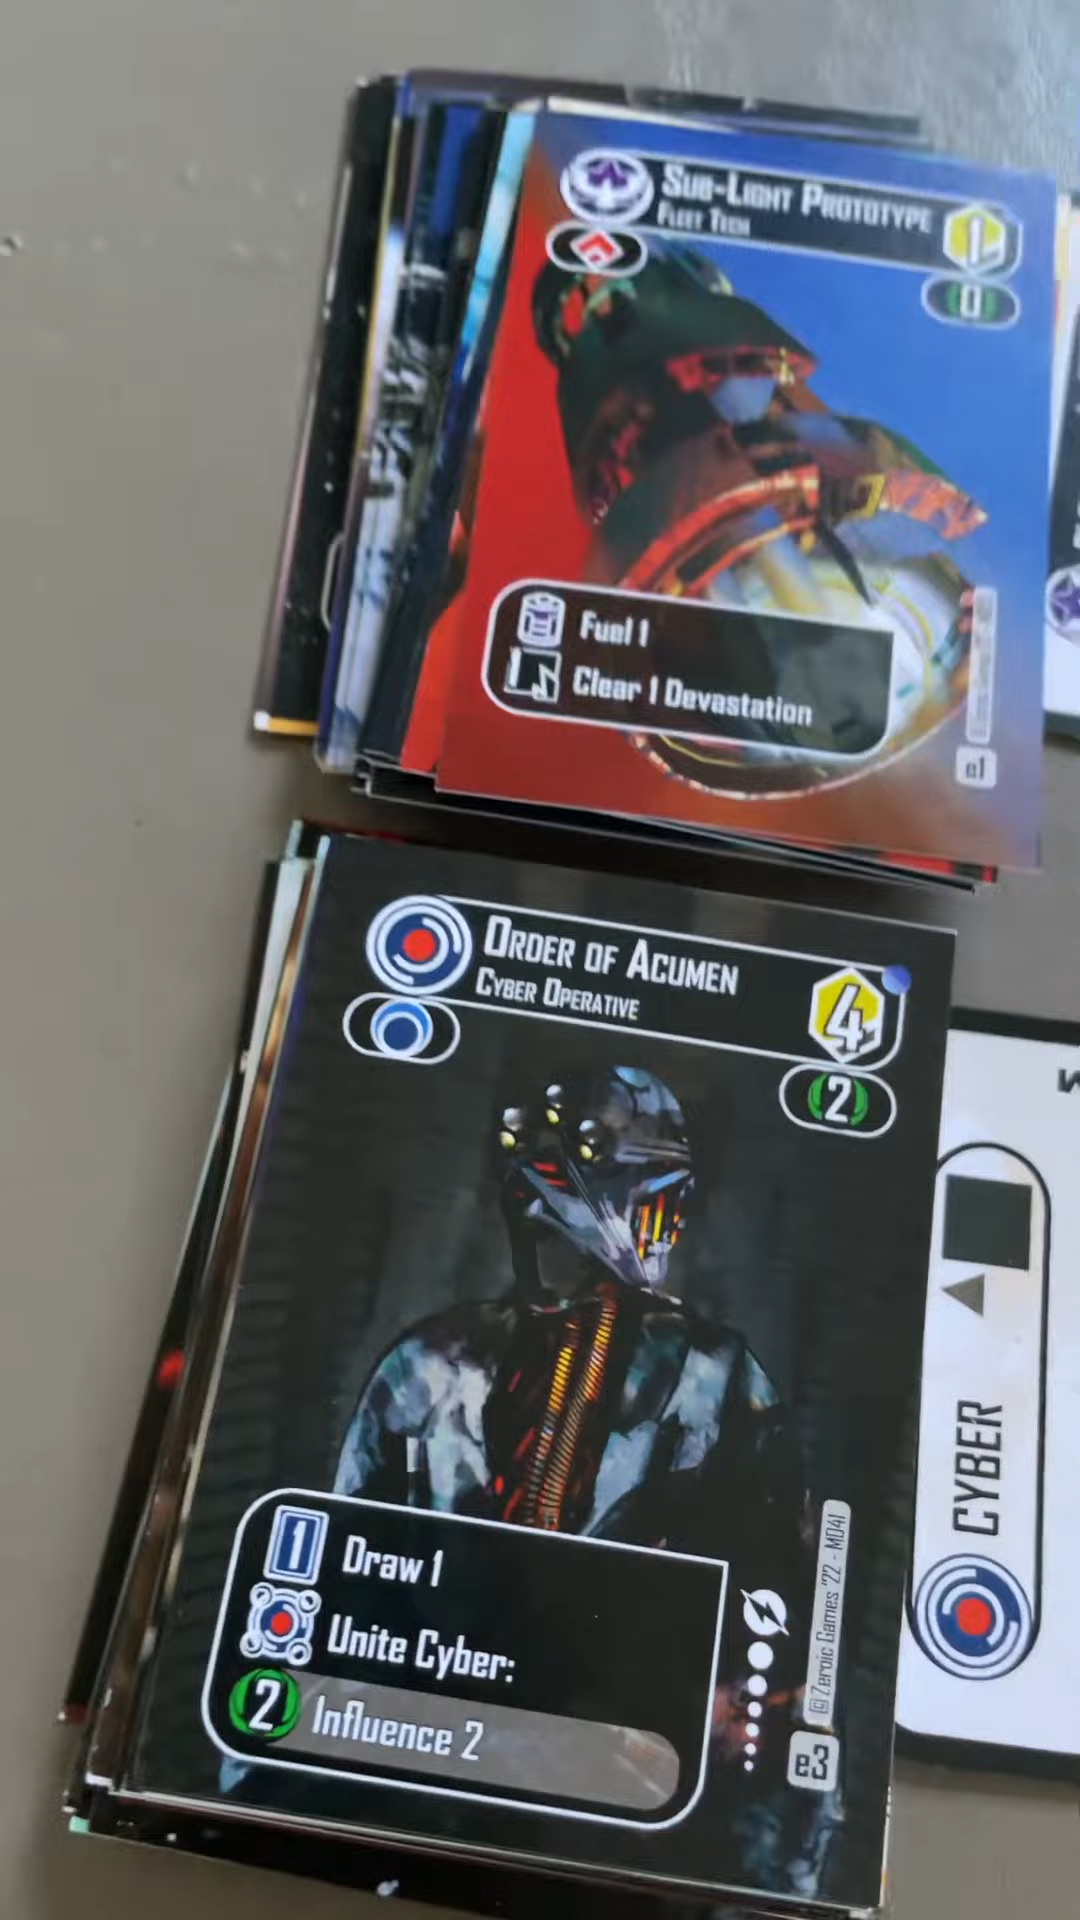 SUB-LIGHT PROTOTYPE
FLEET TECH
1
0
Fuel 1
Clear 1 Devastation
e1
ORDER OF ACUMEN
CYBER OPERATIVE
4
2
1 Draw 1
Unite Cyber:
2 Influence 2
© Zeroic Games '22 - MD41
e3
CYBER